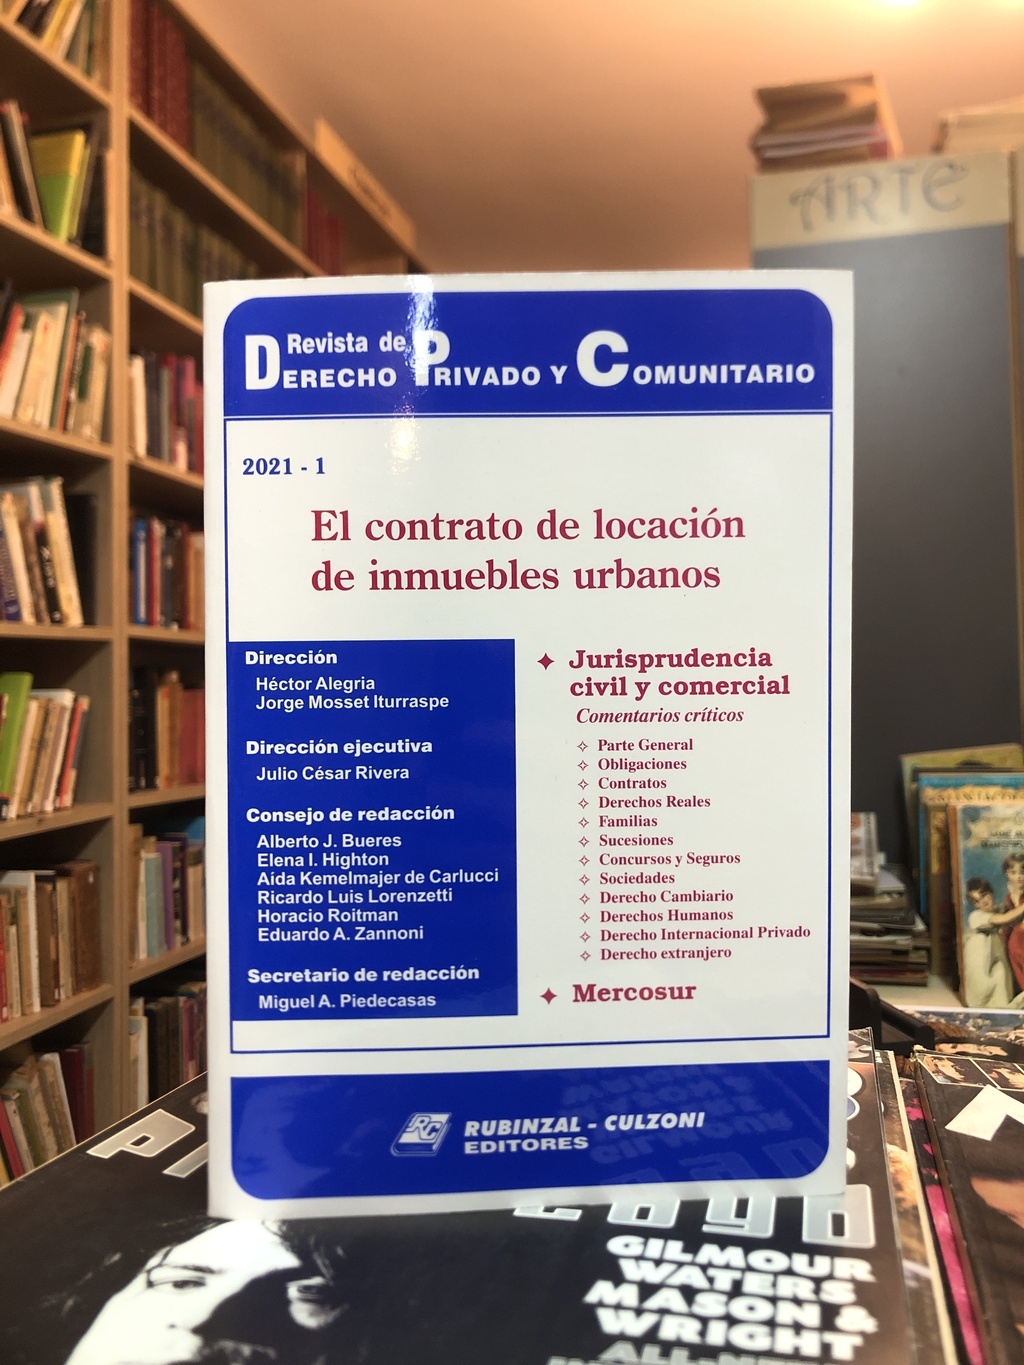 ARTE
Revista de
DERECHO PRIVADO Y COMUNITARIO
2021 - 1
El contrato de locación
de inmuebles urbanos
Dirección
Héctor Alegria
Jorge Mosset Iturraspe
Dirección ejecutiva
Julio César Rivera
Consejo de redacción
Alberto J. Bueres
Elena I. Highton
Aída Kemelmajer de Carlucci
Ricardo Luis Lorenzetti
Horacio Roitman
Eduardo A. Zannoni
Secretario de redacción
Miguel A. Piedecasas
✦ Jurisprudencia
civil y comercial
Comentarios críticos
✧ Parte General
✧ Obligaciones
✧ Contratos
✧ Derechos Reales
✧ Familias
✧ Sucesiones
✧ Concursos y Seguros
✧ Sociedades
✧ Derecho Cambiario
✧ Derechos Humanos
✧ Derecho Internacional Privado
✧ Derecho extranjero
✦ Mercosur
RC
RUBINZAL - CULZONI
EDITORES
GILMOUR
WATERS
MASON &
WRIGHT